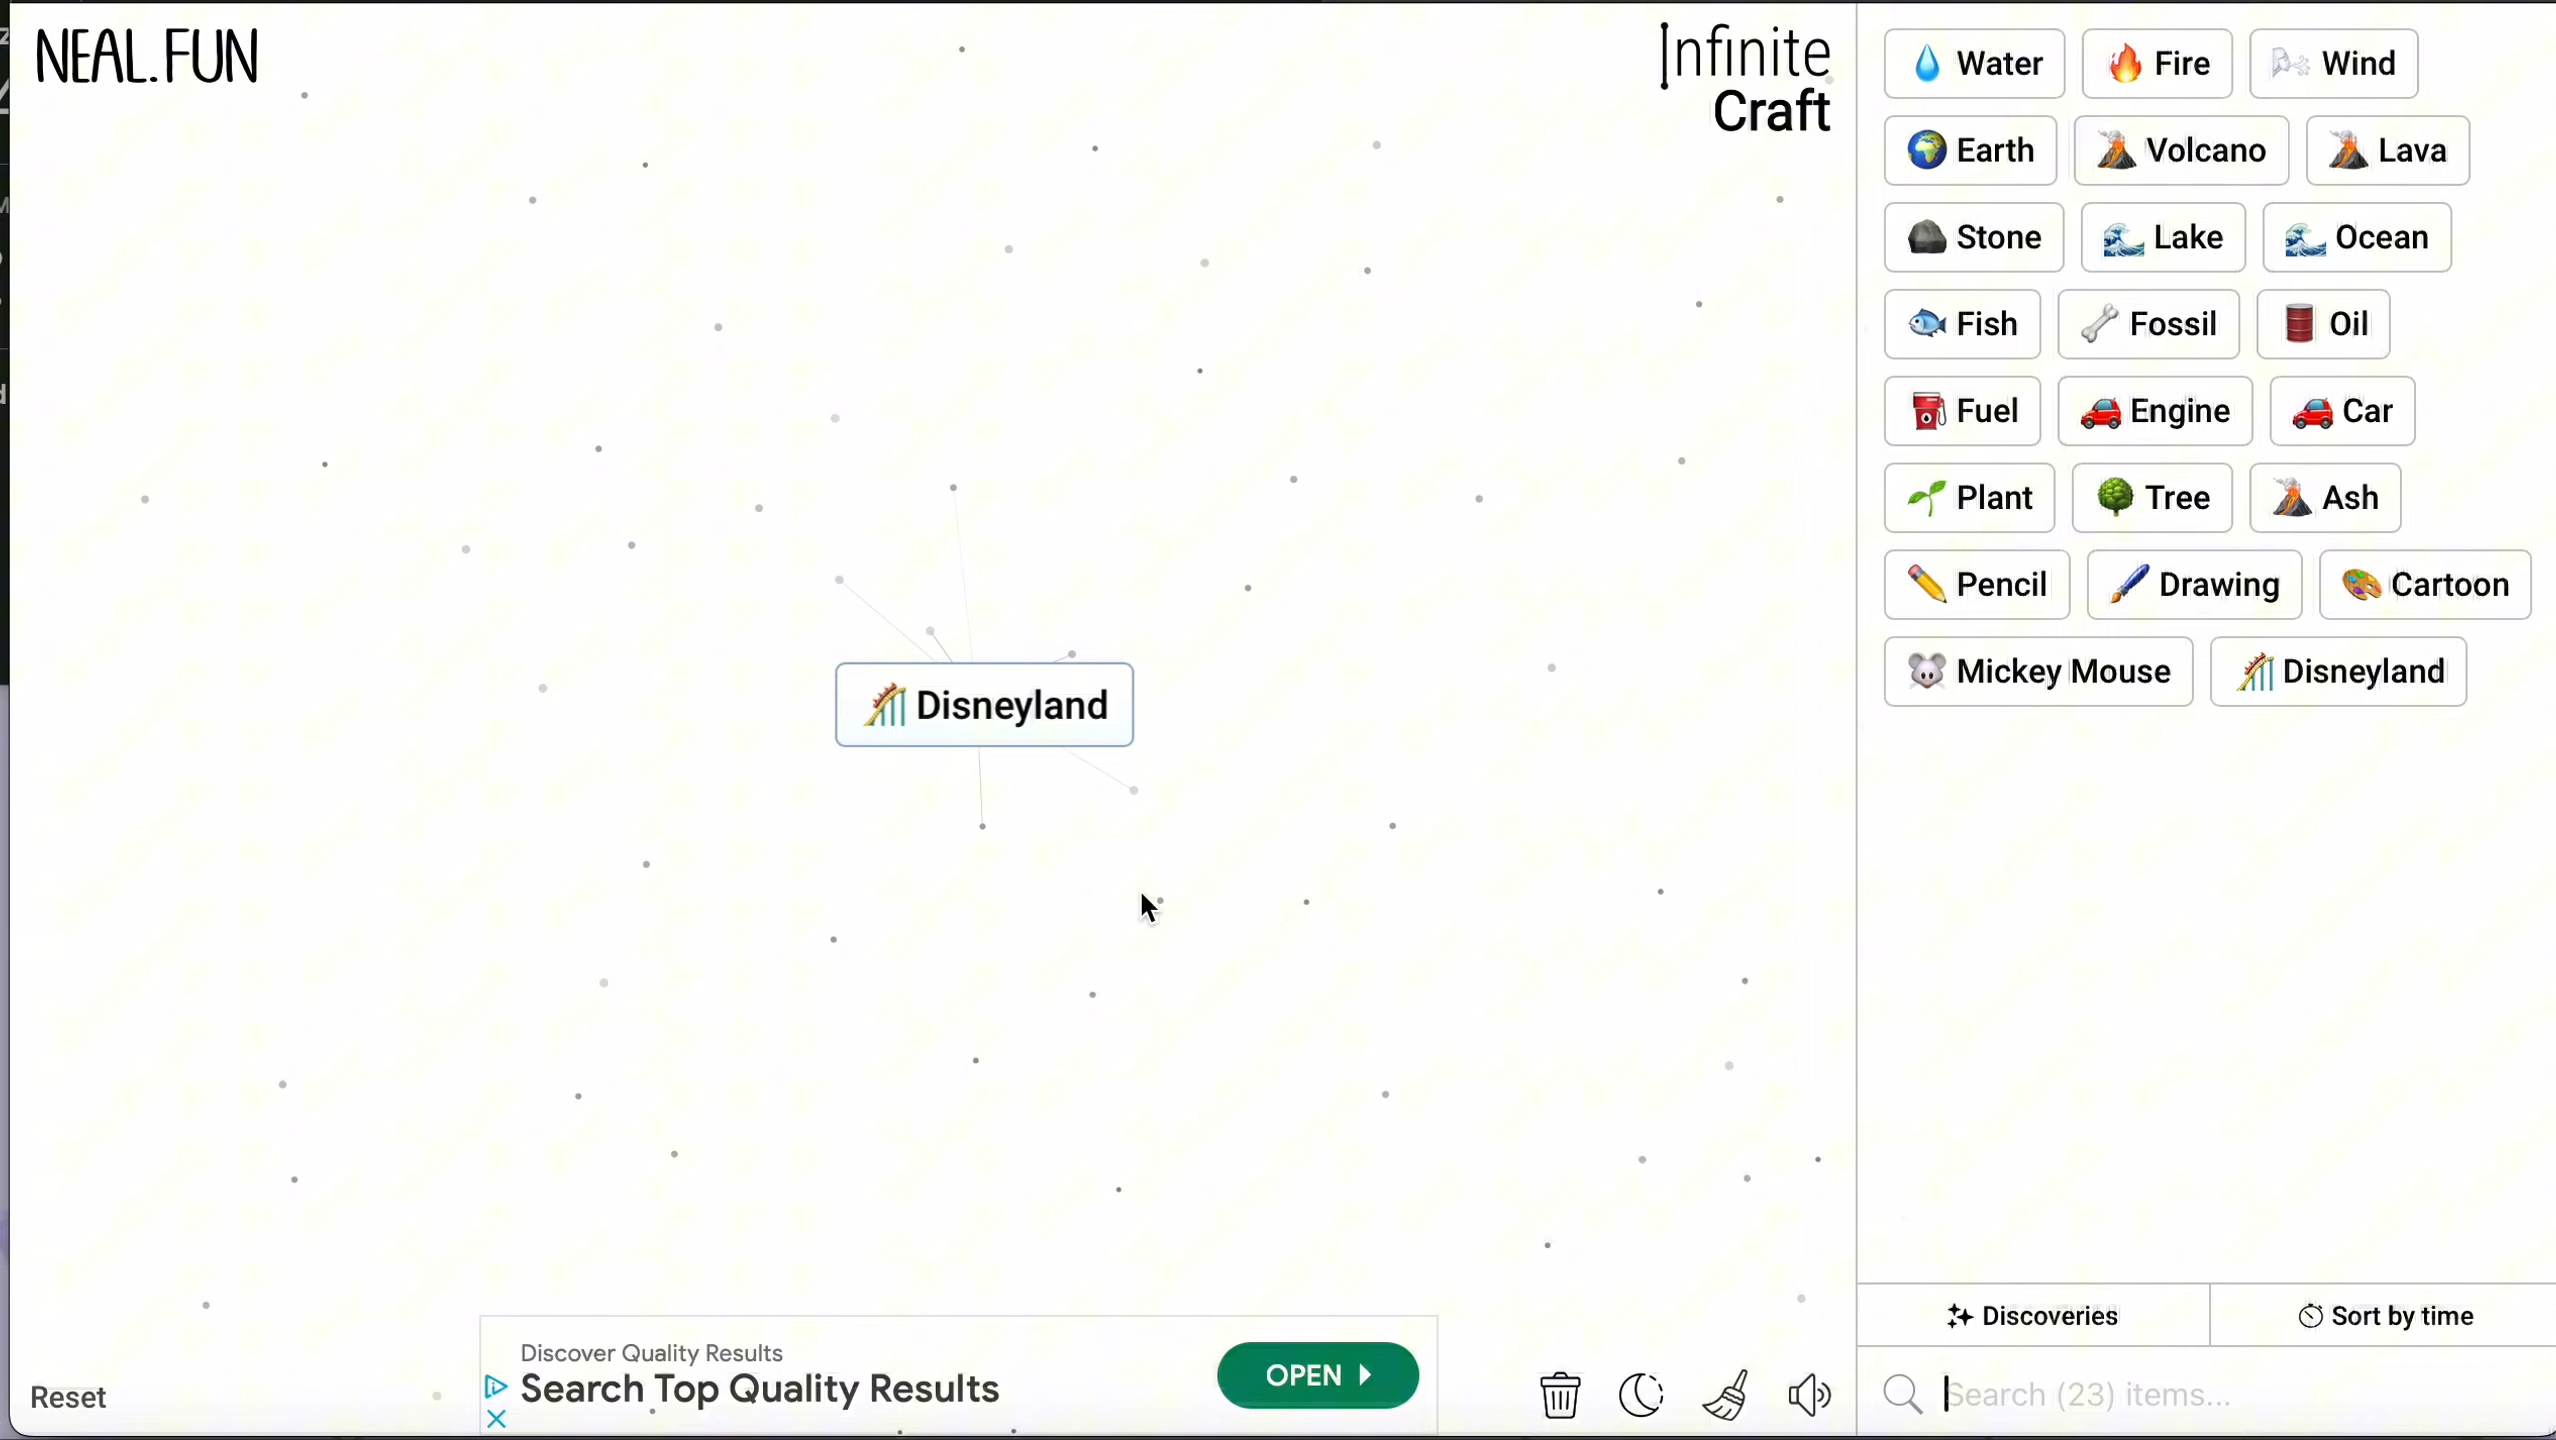 NEAL.FUN
Infinite
Craft
Water Fire Wind
Earth Volcano Lava
Stone Lake Ocean
Fish Fossil Oil
Fuel Engine Car
Plant Tree Ash
Pencil Drawing Cartoon
Mickey Mouse Disneyland
Disneyland
Discoveries Sort by time
Search (23) items...
Discover Quality Results
Search Top Quality Results
OPEN
Reset